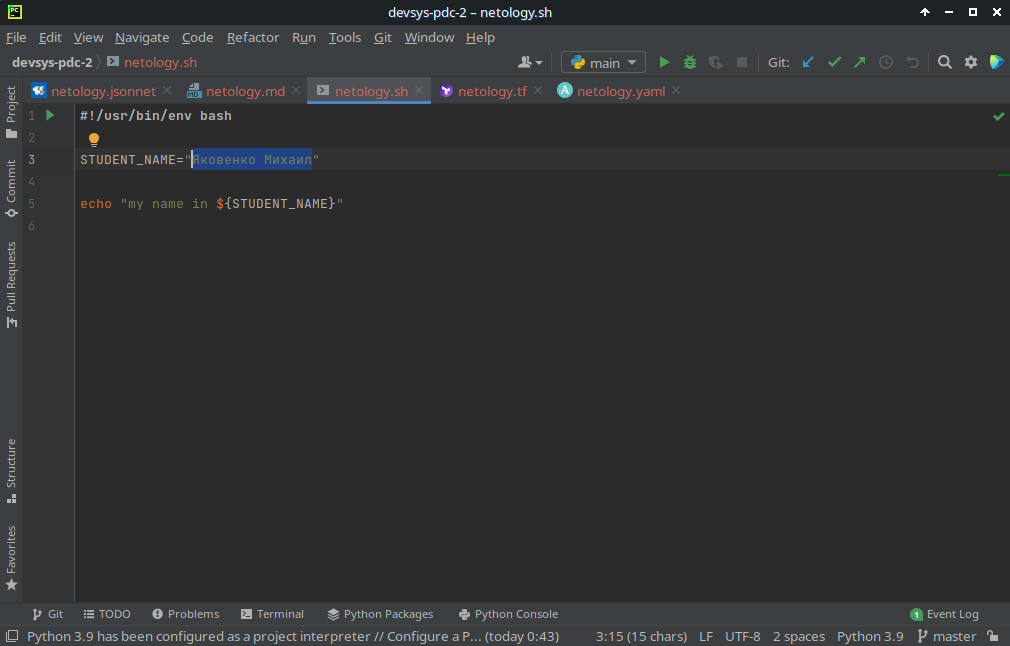 devsys-pdc-2 – netology.sh
File Edit View Navigate Code Refactor Run Tools Git Window Help
devsys-pdc-2 netology.sh main Git:
netology.jsonnet netology.md netology.sh netology.tf netology.yaml
1 #!/usr/bin/env bash
2
3 STUDENT_NAME="Яковенко Михаил"
4
5 echo "my name in ${STUDENT_NAME}"
6
Project
Commit
Pull Requests
Structure
Favorites
Git TODO Problems Terminal Python Packages Python Console 1 Event Log
Python 3.9 has been configured as a project interpreter // Configure a P... (today 0:43) 3:15 (15 chars) LF UTF-8 2 spaces Python 3.9 master